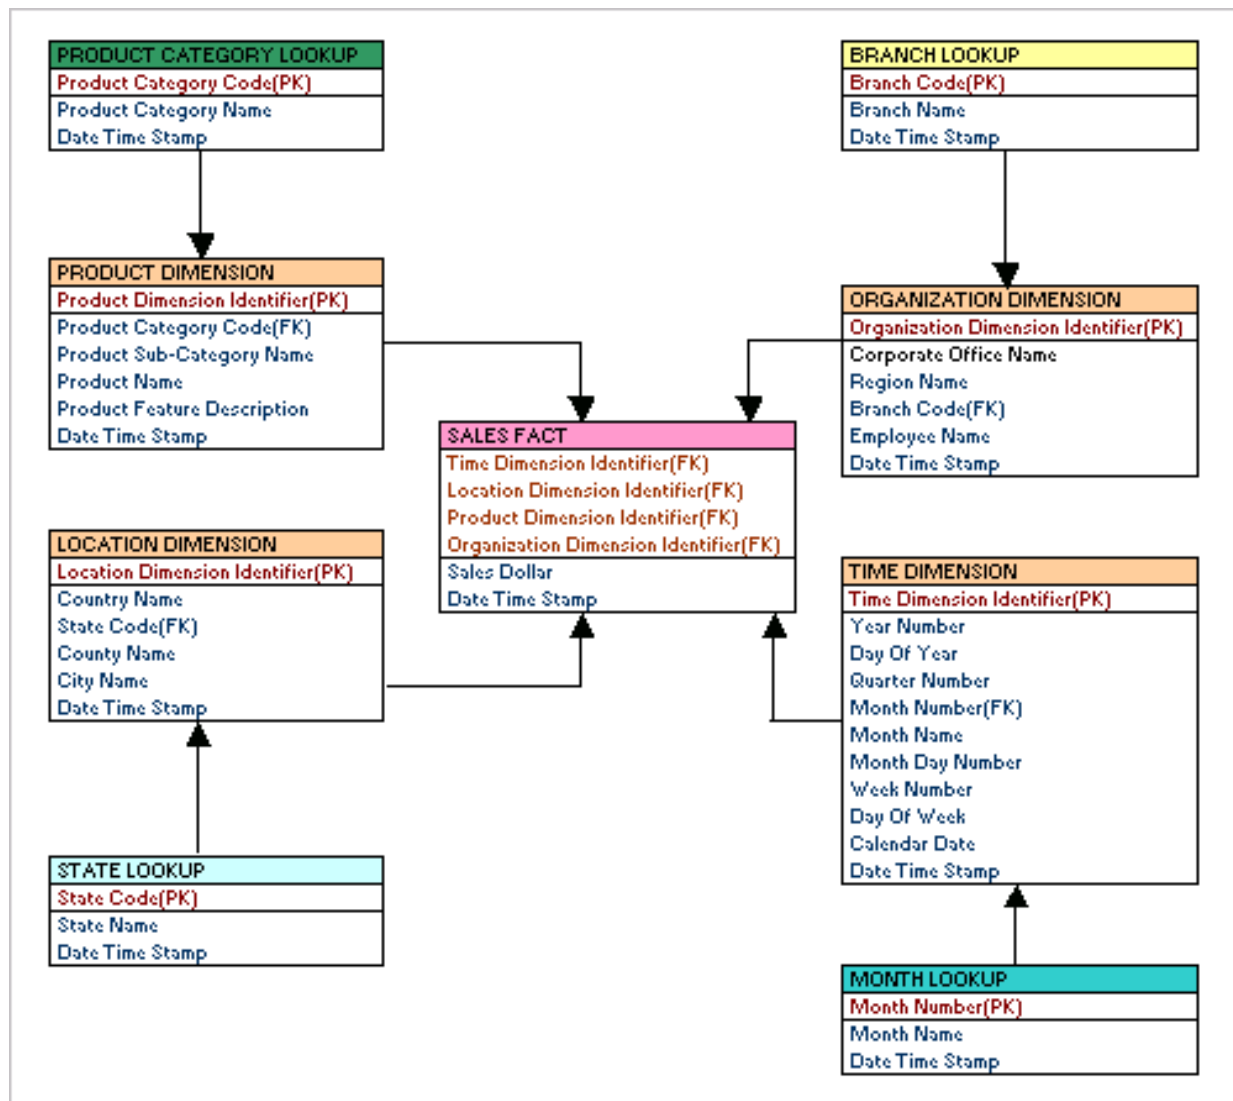 PRODUCT CATEGORY LOOKUP
Product Category Code(PK)
Product Category Name
Date Time Stamp
BRANCH LOOKUP
Branch Code(PK)
Branch Name
Date Time Stamp
PRODUCT DIMENSION
Product Dimension Identifier(PK)
Product Category Code(FK)
Product Sub-Category Name
Product Name
Product Feature Description
Date Time Stamp
ORGANIZATION DIMENSION
Organization Dimension Identifier(PK)
Corporate Office Name
Region Name
Branch Code(FK)
Employee Name
Date Time Stamp
SALES FACT
Time Dimension Identifier(FK)
Location Dimension Identifier(FK)
Product Dimension Identifier(FK)
Organization Dimension Identifier(FK)
Sales Dollar
Date Time Stamp
LOCATION DIMENSION
Location Dimension Identifier(PK)
Country Name
State Code(FK)
County Name
City Name
Date Time Stamp
TIME DIMENSION
Time Dimension Identifier(PK)
Year Number
Day Of Year
Quarter Number
Month Number(FK)
Month Name
Month Day Number
Week Number
Day Of Week
Calendar Date
Date Time Stamp
STATE LOOKUP
State Code(PK)
State Name
Date Time Stamp
MONTH LOOKUP
Month Number(PK)
Month Name
Date Time Stamp